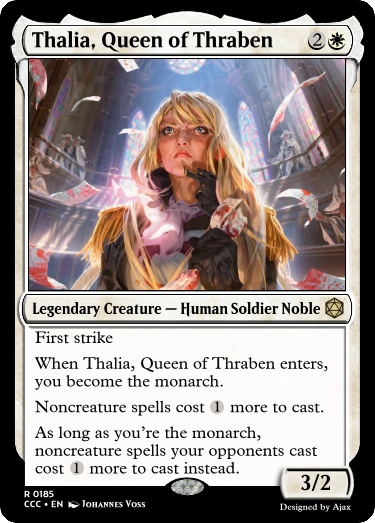 Thalia, Queen of Thraben 2
Legendary Creature — Human Soldier Noble
First strike
When Thalia, Queen of Thraben enters,
you become the monarch.
Noncreature spells cost 1 more to cast.
As long as you're the monarch,
noncreature spells your opponents cast
cost 1 more to cast instead.
3/2
R 0185
CCC • EN Johannes Voss
Designed by Ajax